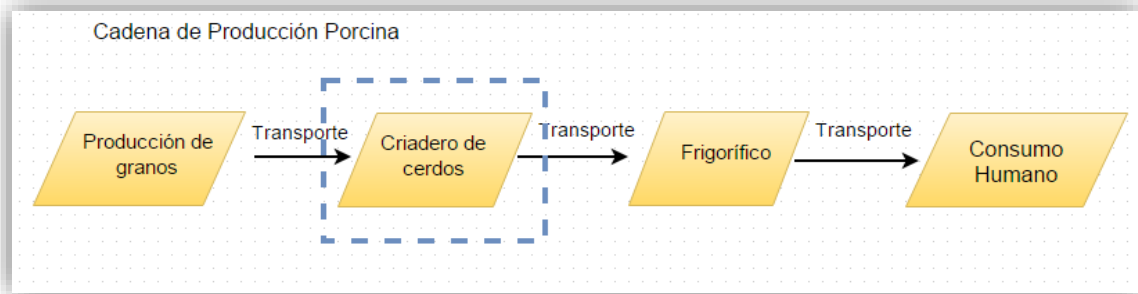 Cadena de Producción Porcina
Producción de
granos
Transporte
Criadero de
cerdos
Transporte
Frigorífico
Transporte
Consumo
Humano